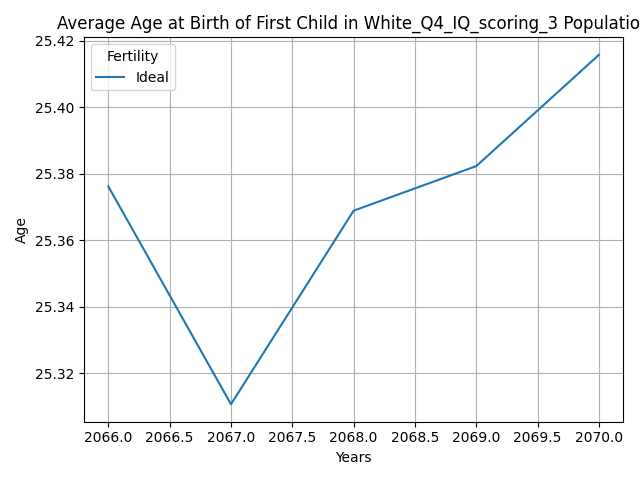 Average Age at Birth of First Child in White_Q4_IQ_scoring_3 Populatio
25.42
25.40
25.38
25.36
25.34
25.32
Age
Fertility
Ideal
2066.0 2066.5 2067.0 2067.5 2068.0 2068.5 2069.0 2069.5 2070.0
Years